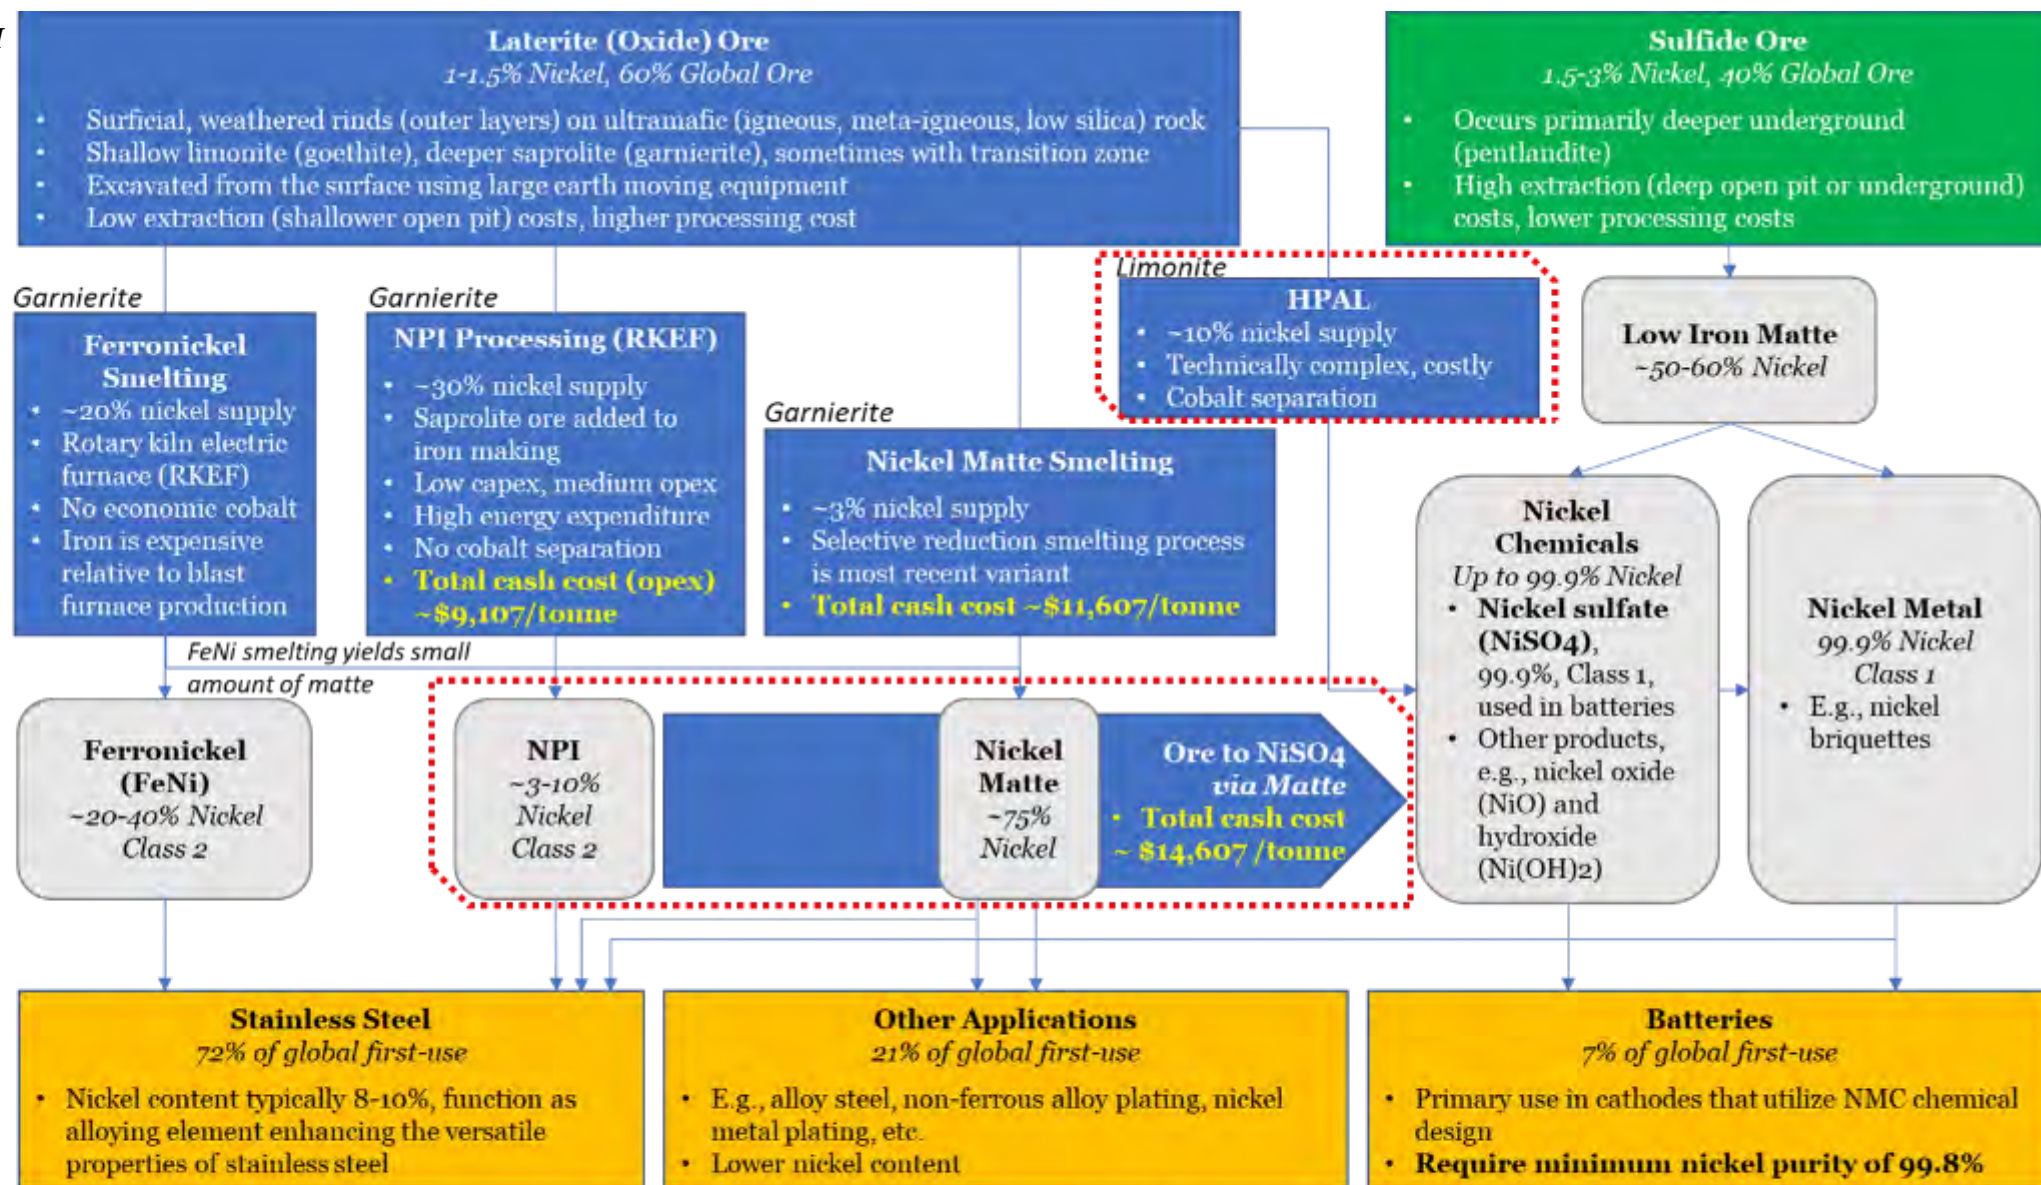 I
Laterite (Oxide) Ore
1-1.5% Nickel, 60% Global Ore
• Surficial, weathered rinds (outer layers) on ultramafic (igneous, meta-igneous, low silica) rock
• Shallow limonite (goethite), deeper saprolite (garnierite), sometimes with transition zone
• Excavated from the surface using large earth moving equipment
• Low extraction (shallower open pit) costs, higher processing cost
Sulfide Ore
1.5-3% Nickel, 40% Global Ore
• Occurs primarily deeper underground
(pentlandite)
• High extraction (deep open pit or underground)
costs, lower processing costs
Garnierite
Ferronickel
Smelting
• ~20% nickel supply
• Rotary kiln electric
furnace (RKEF)
• No economic cobalt
• Iron is expensive
relative to blast
furnace production
Garnierite
NPI Processing (RKEF)
• ~30% nickel supply
• Saprolite ore added to
iron making
• Low capex, medium opex
• High energy expenditure
• No cobalt separation
• Total cash cost (opex)
~$9,107/tonne
Garnierite
Nickel Matte Smelting
• ~3% nickel supply
• Selective reduction smelting process
is most recent variant
• Total cash cost ~$11,607/tonne
Limonite
HPAL
• ~10% nickel supply
• Technically complex, costly
• Cobalt separation
Low Iron Matte
~50-60% Nickel
FeNi smelting yields small
amount of matte
Ferronickel
(FeNi)
~20-40% Nickel
Class 2
NPI
~3-10%
Nickel
Class 2
Nickel
Matte
~75%
Nickel
Ore to NiSO4
via Matte
• Total cash cost
~ $14,607 /tonne
Nickel
Chemicals
Up to 99.9% Nickel
• Nickel sulfate
(NiSO4),
99.9%, Class 1,
used in batteries
• Other products,
e.g., nickel oxide
(NiO) and
hydroxide
(Ni(OH)2)
Nickel Metal
99.9% Nickel
Class 1
• E.g., nickel
briquettes
Stainless Steel
72% of global first-use
• Nickel content typically 8-10%, function as
alloying element enhancing the versatile
properties of stainless steel
Other Applications
21% of global first-use
• E.g., alloy steel, non-ferrous alloy plating, nickel
metal plating, etc.
• Lower nickel content
Batteries
7% of global first-use
• Primary use in cathodes that utilize NMC chemical
design
• Require minimum nickel purity of 99.8%